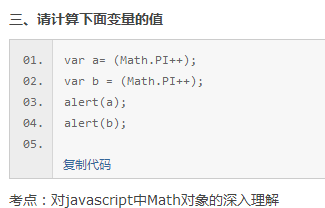 三、请计算下面变量的值
01. var a= (Math.PI++);
02. var b = (Math.PI++);
03. alert(a);
04. alert(b);
05.
复制代码
考点：对javascript中Math对象的深入理解